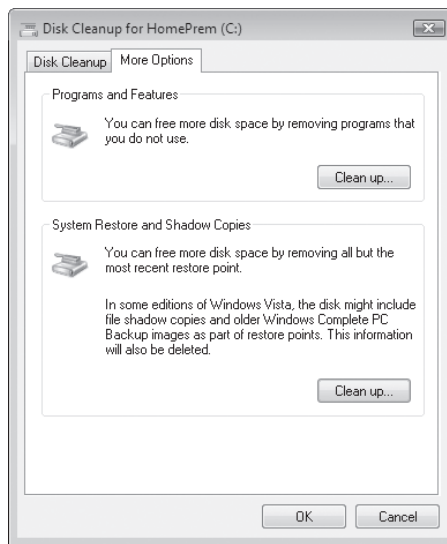 Disk Cleanup for HomePrem (C:)
Disk Cleanup
More Options
Programs and Features
You can free more disk space by removing programs that
you do not use.
Clean up...
System Restore and Shadow Copies
You can free more disk space by removing all but the
most recent restore point.
In some editions of Windows Vista, the disk might include
file shadow copies and older Windows Complete PC
Backup images as part of restore points. This information
will also be deleted.
Clean up...
OK
Cancel